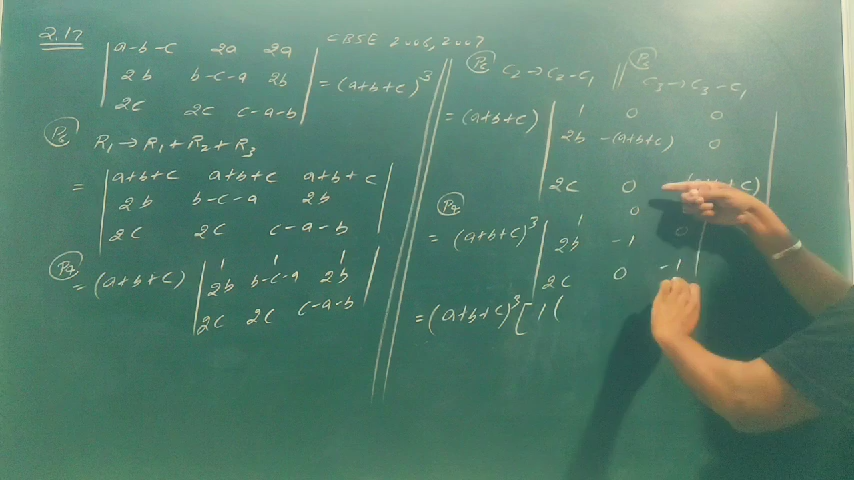 2.17
CBSE 2006, 2007
| a-b-c 2a 2a |
| 2b b-c-a 2b | = (a+b+c)³
| 2c 2c c-a-b |
P6 R1 → R1 + R2 + R3
= | a+b+c a+b+c a+b+c |
| 2b b-c-a 2b |
| 2c 2c c-a-b |
= (a+b+c) | 1 1 1 |
| 2b b-c-a 2b |
| 2c 2c c-a-b |
C2 → C2 - C1 || C3 → C3 - C1
= (a+b+c) | 1 0 0 |
| 2b -(a+b+c) 0 |
| 2c 0 +c) |
= (a+b+c)³ | 1 0
| 2b -1 0 |
| 2c 0 -1 |
= (a+b+c)³ [ 1 (